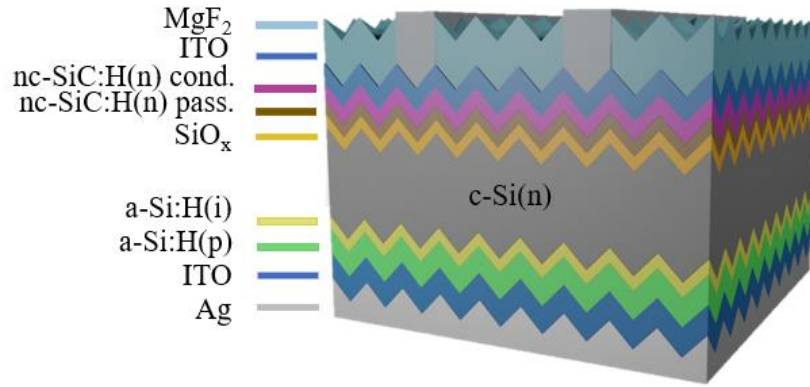 MgF₂
ITO
nc-SiC:H(n) cond.
nc-SiC:H(n) pass.
SiOₓ
c-Si(n)
a-Si:H(i)
a-Si:H(p)
ITO
Ag